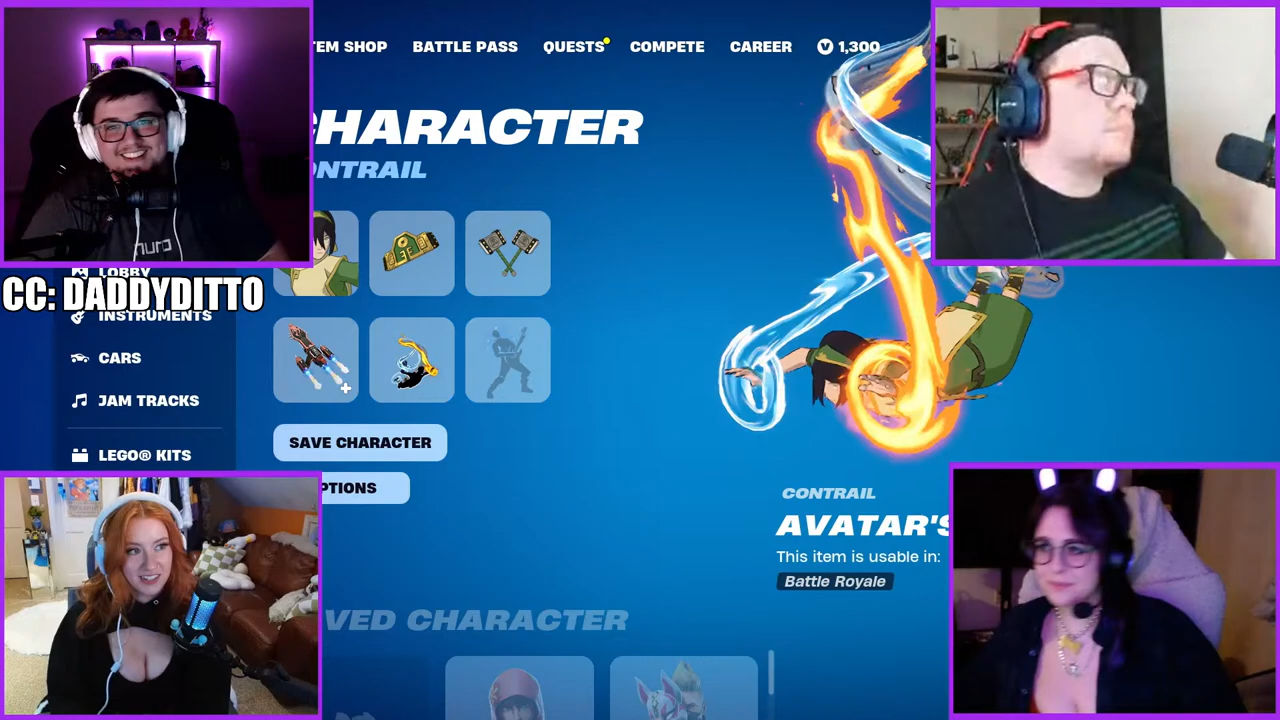 TEM SHOP BATTLE PASS QUESTS COMPETE CAREER V 1,300
CHARACTER
ONTRAIL
LOBBY
CC: DADDYDITTO
INSTRUMENTS
CARS
JAM TRACKS
LEGO® KITS
SAVE CHARACTER
PTIONS
CONTRAIL
AVATAR'S
This item is usable in:
Battle Royale
VED CHARACTER